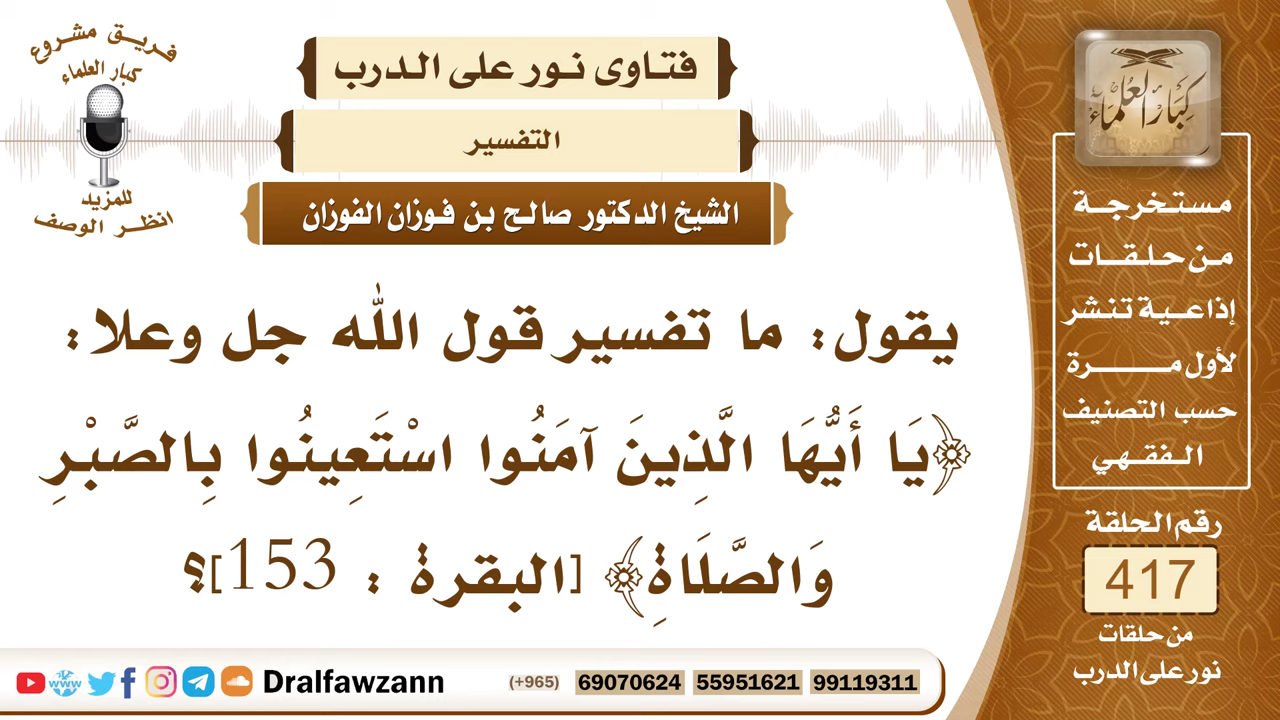 فريق مشروع
كبار العلماء
للمزيد
انظر الوصف
فتاوى نور على الدرب
التفسير
الشيخ الدكتور صالح بن فوزان الفوزان
يقول: ما تفسير قول الله جل وعلا:
﴿يَا أَيُّهَا الَّذِينَ آمَنُوا اسْتَعِينُوا بِالصَّبْرِ
وَالصَّلَاةِ﴾ [البقرة : 153]؟
كبار العلماء
مستخرجة
من حلقات
إذاعية تنشر
لأول مرة
حسب التصنيف
الفقهي
رقم الحلقة
417
من حلقات
نور على الدرب
www Dralfawzann (+965) 69070624 55951621 99119311